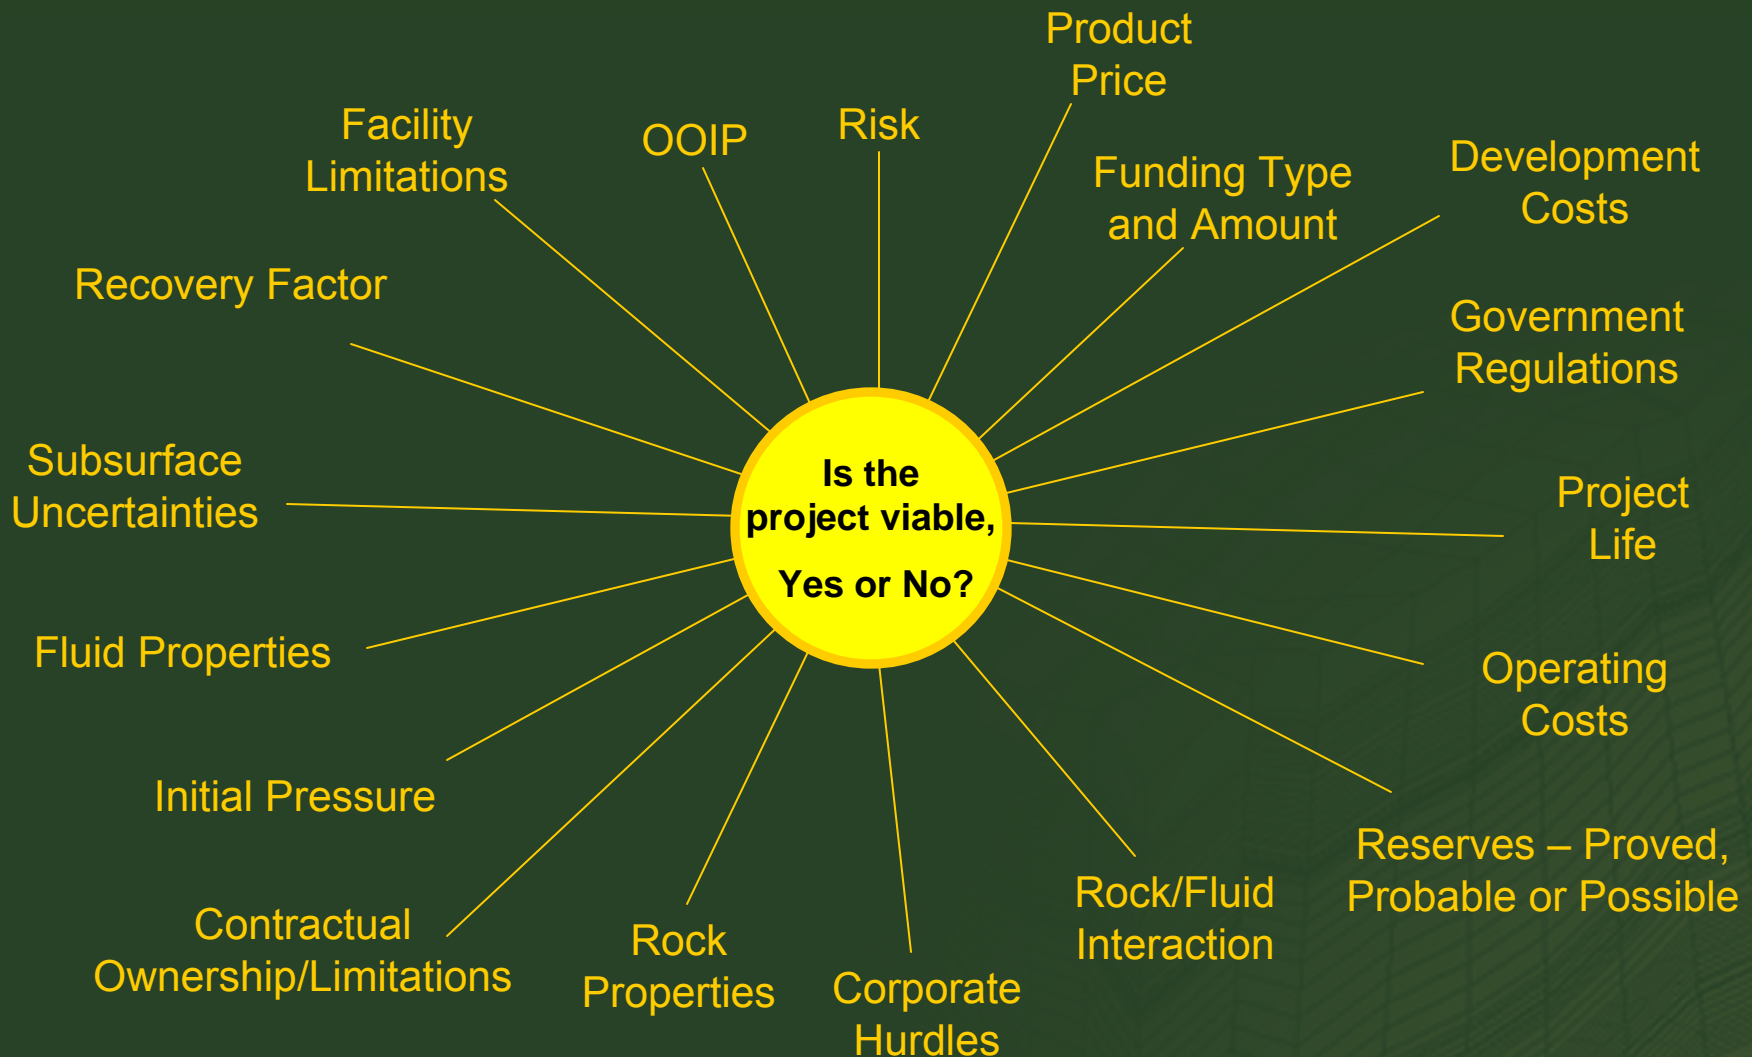 Product
Price
Facility
Limitations
OOIP
Risk
Funding Type
and Amount
Development
Costs
Recovery Factor
Government
Regulations
Subsurface
Uncertainties
Is the
project viable,
Yes or No?
Project
Life
Fluid Properties
Operating
Costs
Initial Pressure
Reserves – Proved,
Probable or Possible
Contractual
Ownership/Limitations
Rock
Properties
Corporate
Hurdles
Rock/Fluid
Interaction